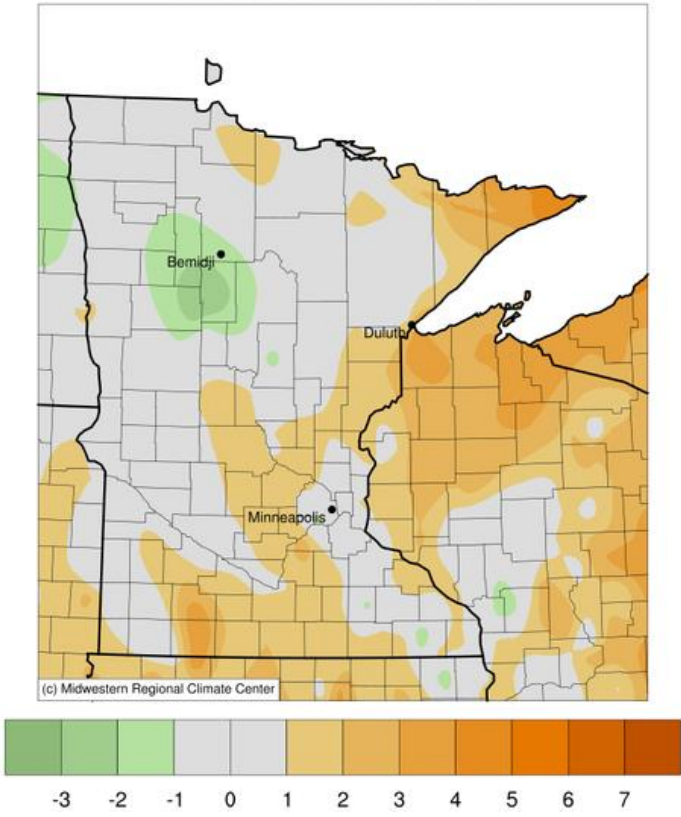 Bemidji
Duluth
Minneapolis
(c) Midwestern Regional Climate Center
-3 -2 -1 0 1 2 3 4 5 6 7